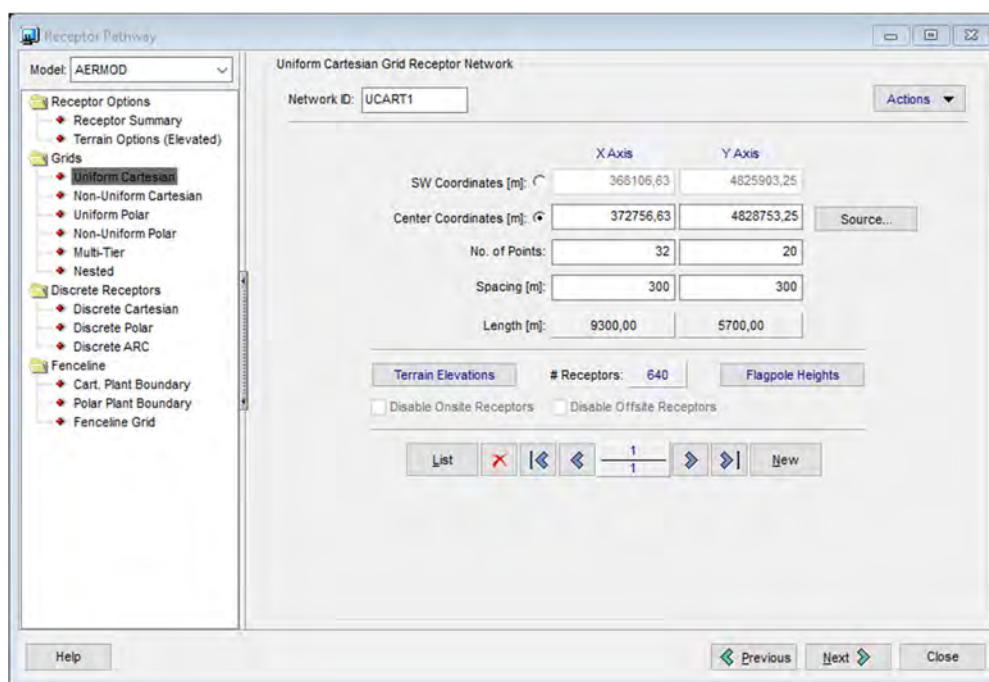 Receptor Pathway
Model: AERMOD
Receptor Options
Receptor Summary
Terrain Options (Elevated)
Grids
Uniform Cartesian
Non-Uniform Cartesian
Uniform Polar
Non-Uniform Polar
Multi-Tier
Nested
Discrete Receptors
Discrete Cartesian
Discrete Polar
Discrete ARC
Fenceline
Cart. Plant Boundary
Polar Plant Boundary
Fenceline Grid
Uniform Cartesian Grid Receptor Network
Network ID: UCART1
Actions
X Axis Y Axis
SW Coordinates [m]: 368106,63 4825903,25
Center Coordinates [m]: 372756,63 4828753,25 Source...
No. of Points: 32 20
Spacing [m]: 300 300
Length [m]: 9300,00 5700,00
Terrain Elevations # Receptors: 640 Flagpole Heights
Disable Onsite Receptors Disable Offsite Receptors
List 1 New
1
Help Previous Next Close